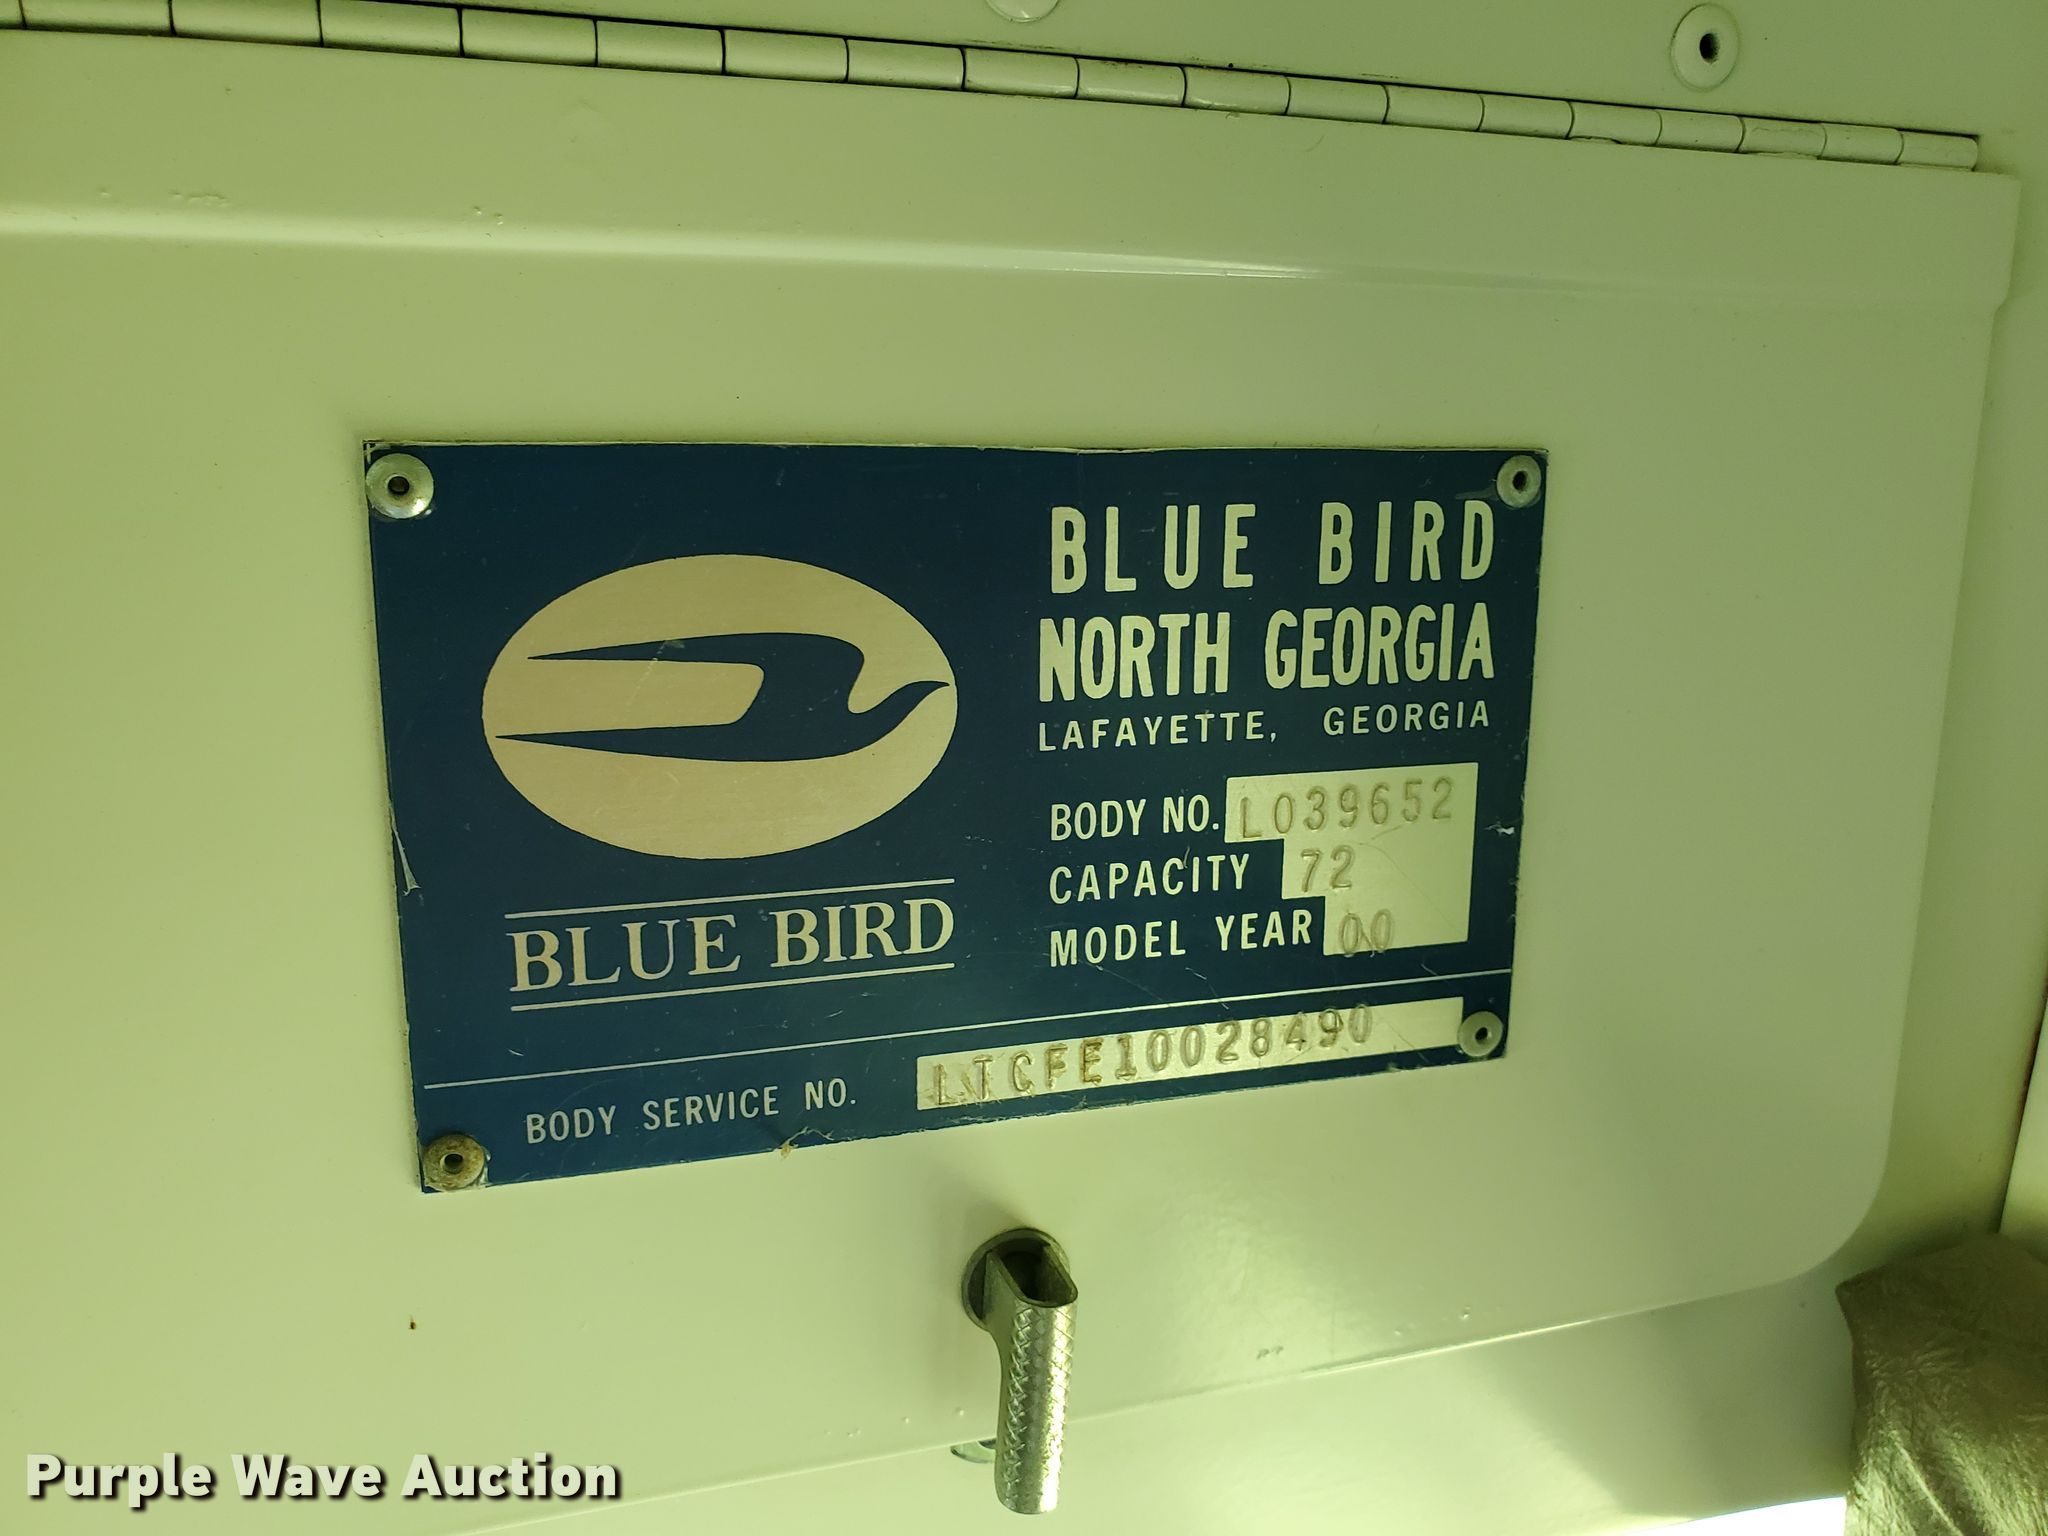 BLUE BIRD
NORTH GEORGIA
LAFAYETTE, GEORGIA
BODY NO. L039652
CAPACITY 72
MODEL YEAR 00
BLUE BIRD
BODY SERVICE NO. LTCFE10028490
Purple Wave Auction